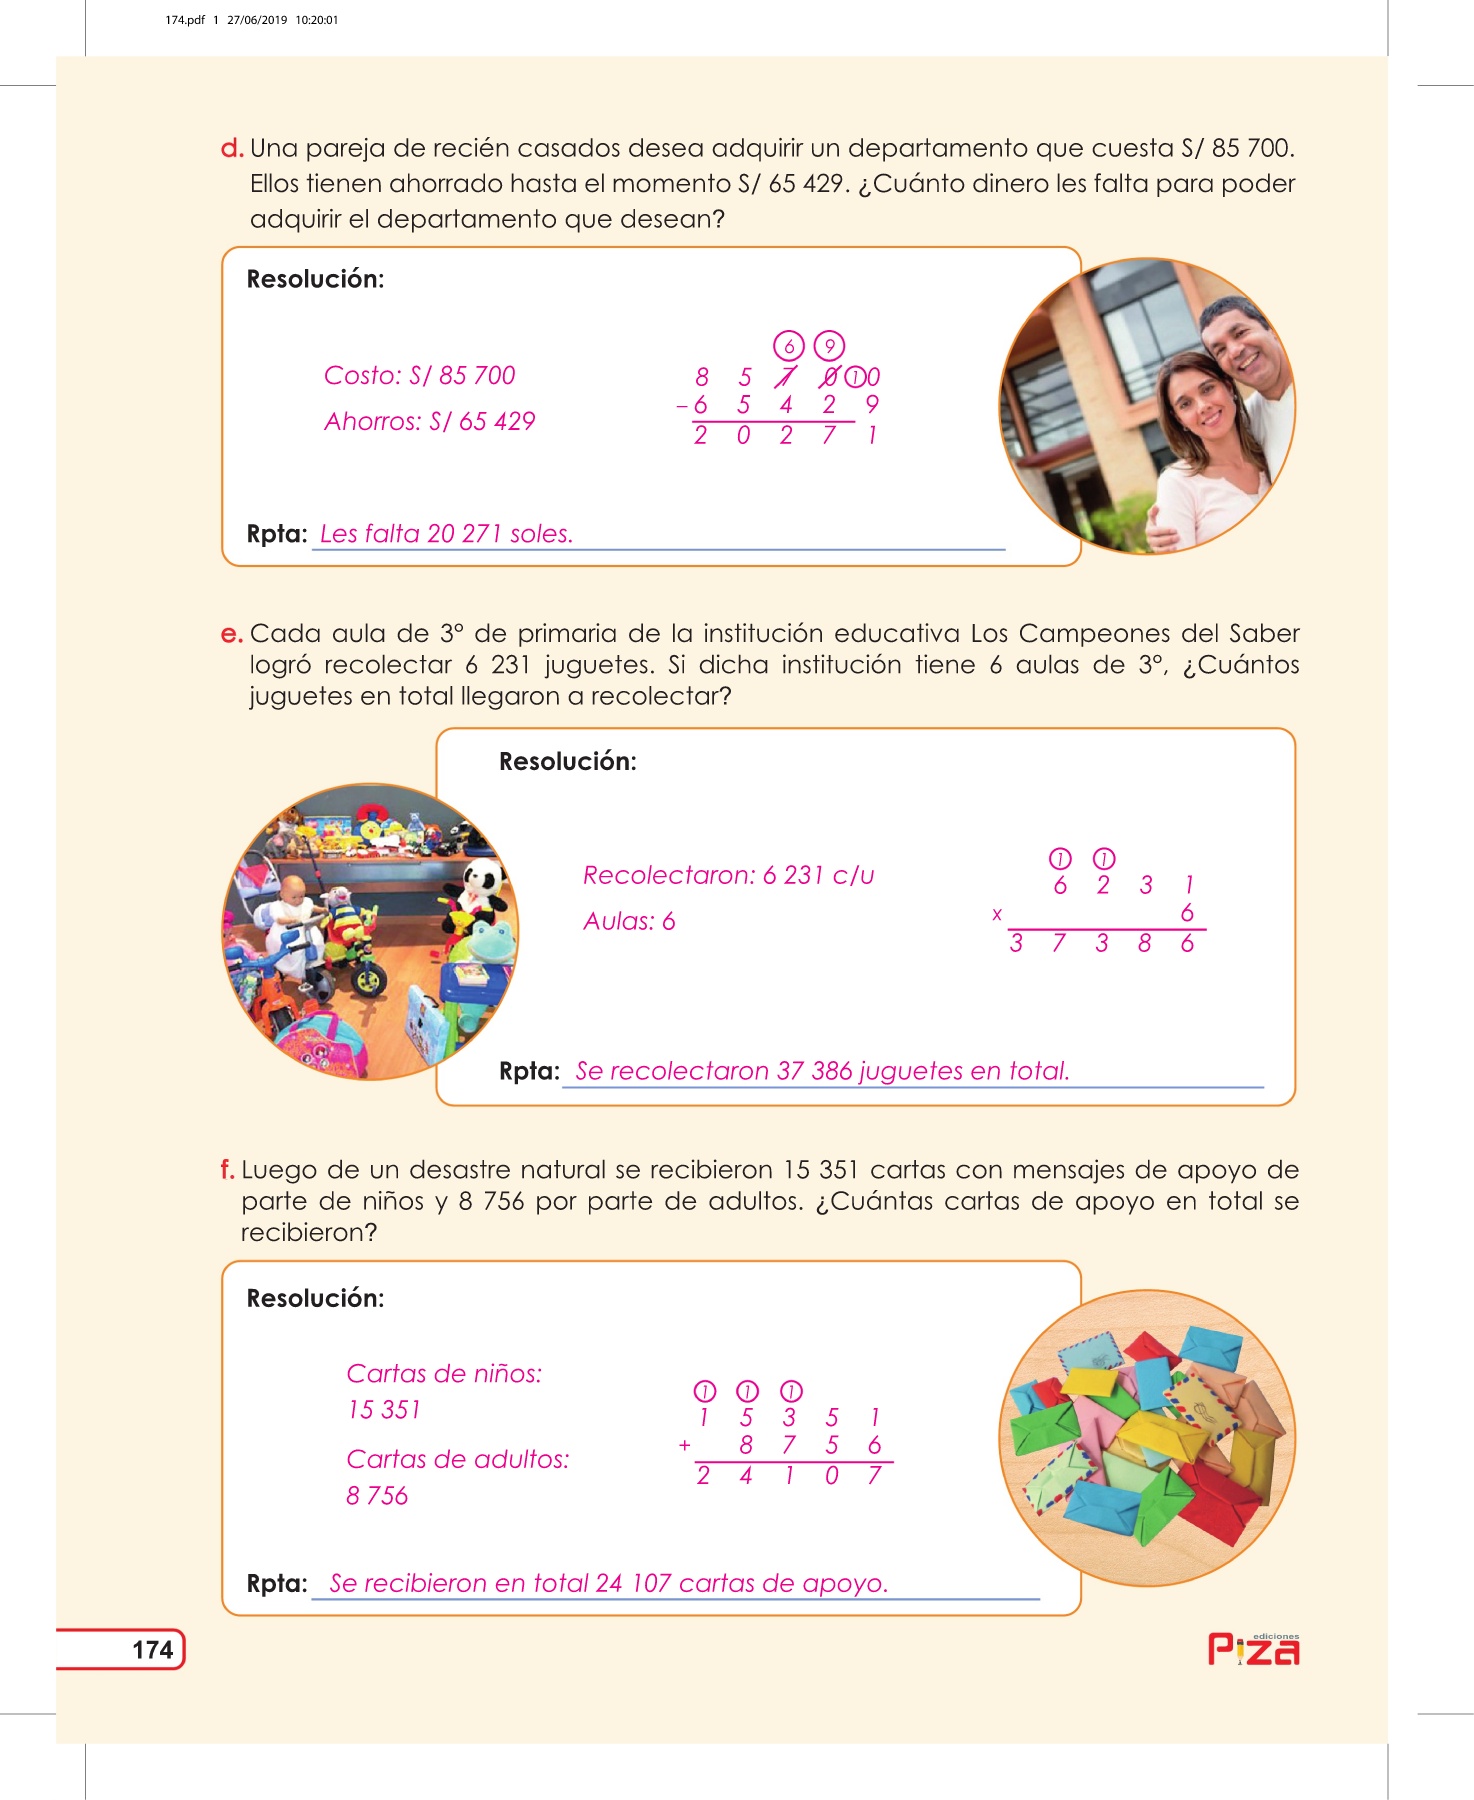 174.pdf 1 27/06/2019 10:20:01
d. Una pareja de recién casados desea adquirir un departamento que cuesta S/ 85 700.
Ellos tienen ahorrado hasta el momento S/ 65 429. ¿Cuánto dinero les falta para poder
adquirir el departamento que desean?
Resolución:
6 9
Costo: S/ 85 700
8 5 7 0 1 0
Ahorros: S/ 65 429
– 6 5 4 2 9
2 0 2 7 1
Rpta: Les falta 20 271 soles.
e. Cada aula de 3° de primaria de la institución educativa Los Campeones del Saber
logró recolectar 6 231 juguetes. Si dicha institución tiene 6 aulas de 3°, ¿Cuántos
juguetes en total llegaron a recolectar?
Resolución:
Recolectaron: 6 231 c/u
Aulas: 6
1 1
6 2 3 1
x 6
3 7 3 8 6
Rpta: Se recolectaron 37 386 juguetes en total.
f. Luego de un desastre natural se recibieron 15 351 cartas con mensajes de apoyo de
parte de niños y 8 756 por parte de adultos. ¿Cuántas cartas de apoyo en total se
recibieron?
Resolución:
Cartas de niños:
15 351
Cartas de adultos:
8 756
1 1 1
1 5 3 5 1
+ 8 7 5 6
2 4 1 0 7
Rpta: Se recibieron en total 24 107 cartas de apoyo.
174
ediciones
Piza